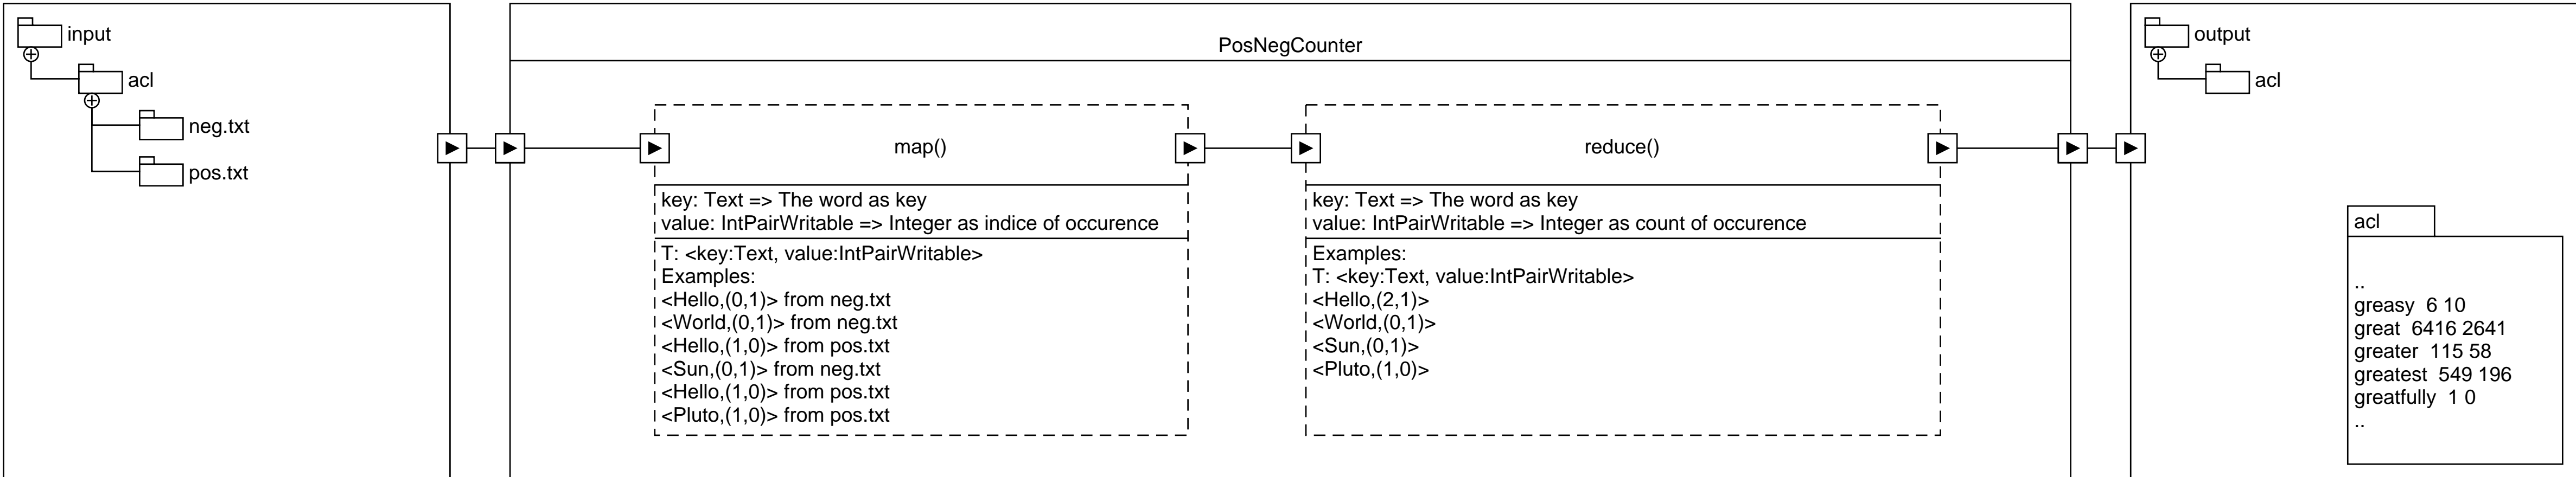 input
acl
neg.txt
pos.txt
PosNegCounter
map()
key: Text => The word as key
value: IntPairWritable => Integer as indice of occurence
T: <key:Text, value:IntPairWritable>
Examples:
<Hello,(0,1)> from neg.txt
<World,(0,1)> from neg.txt
<Hello,(1,0)> from pos.txt
<Sun,(0,1)> from neg.txt
<Hello,(1,0)> from pos.txt
<Pluto,(1,0)> from pos.txt
reduce()
key: Text => The word as key
value: IntPairWritable => Integer as count of occurence
Examples:
T: <key:Text, value:IntPairWritable>
<Hello,(2,1)>
<World,(0,1)>
<Sun,(0,1)>
<Pluto,(1,0)>
output
acl
acl
..
greasy 6 10
great 6416 2641
greater 115 58
greatest 549 196
greatfully 1 0
..